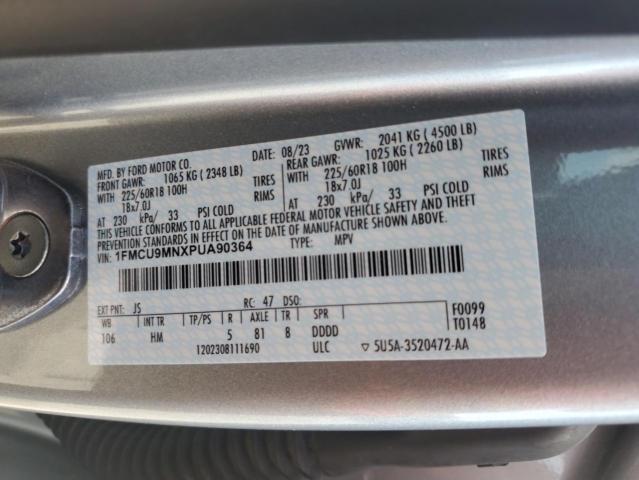 MFD. BY FORD MOTOR CO.
DATE: 08/23 GVWR: 2041 KG ( 4500 LB)
FRONT GAWR: 1065 KG ( 2348 LB) REAR GAWR: 1025 KG ( 2260 LB)
WITH 225/60R18 100H TIRES WITH 225/60R18 100H TIRES
18x7.0J RIMS 18x7.0J RIMS
AT 230 kPa/ 33 PSI COLD AT 230 kPa/ 33 PSI COLD
THIS VEHICLE CONFORMS TO ALL APPLICABLE FEDERAL MOTOR VEHICLE SAFETY AND THEFT
PREVENTION STANDARDS IN EFFECT ON THE DATE OF MANUFACTURE SHOWN ABOVE.
VIN: 1FMCU9MNXPUA90364 TYPE: MPV
EXT PNT: JS RC: 47 DSO:
WB INT TR TP/PS R AXLE TR SPR F0099
106 HM 5 81 8 DDDD T0148
1202308111690 ULC ▽ 5U5A-3520472-AA